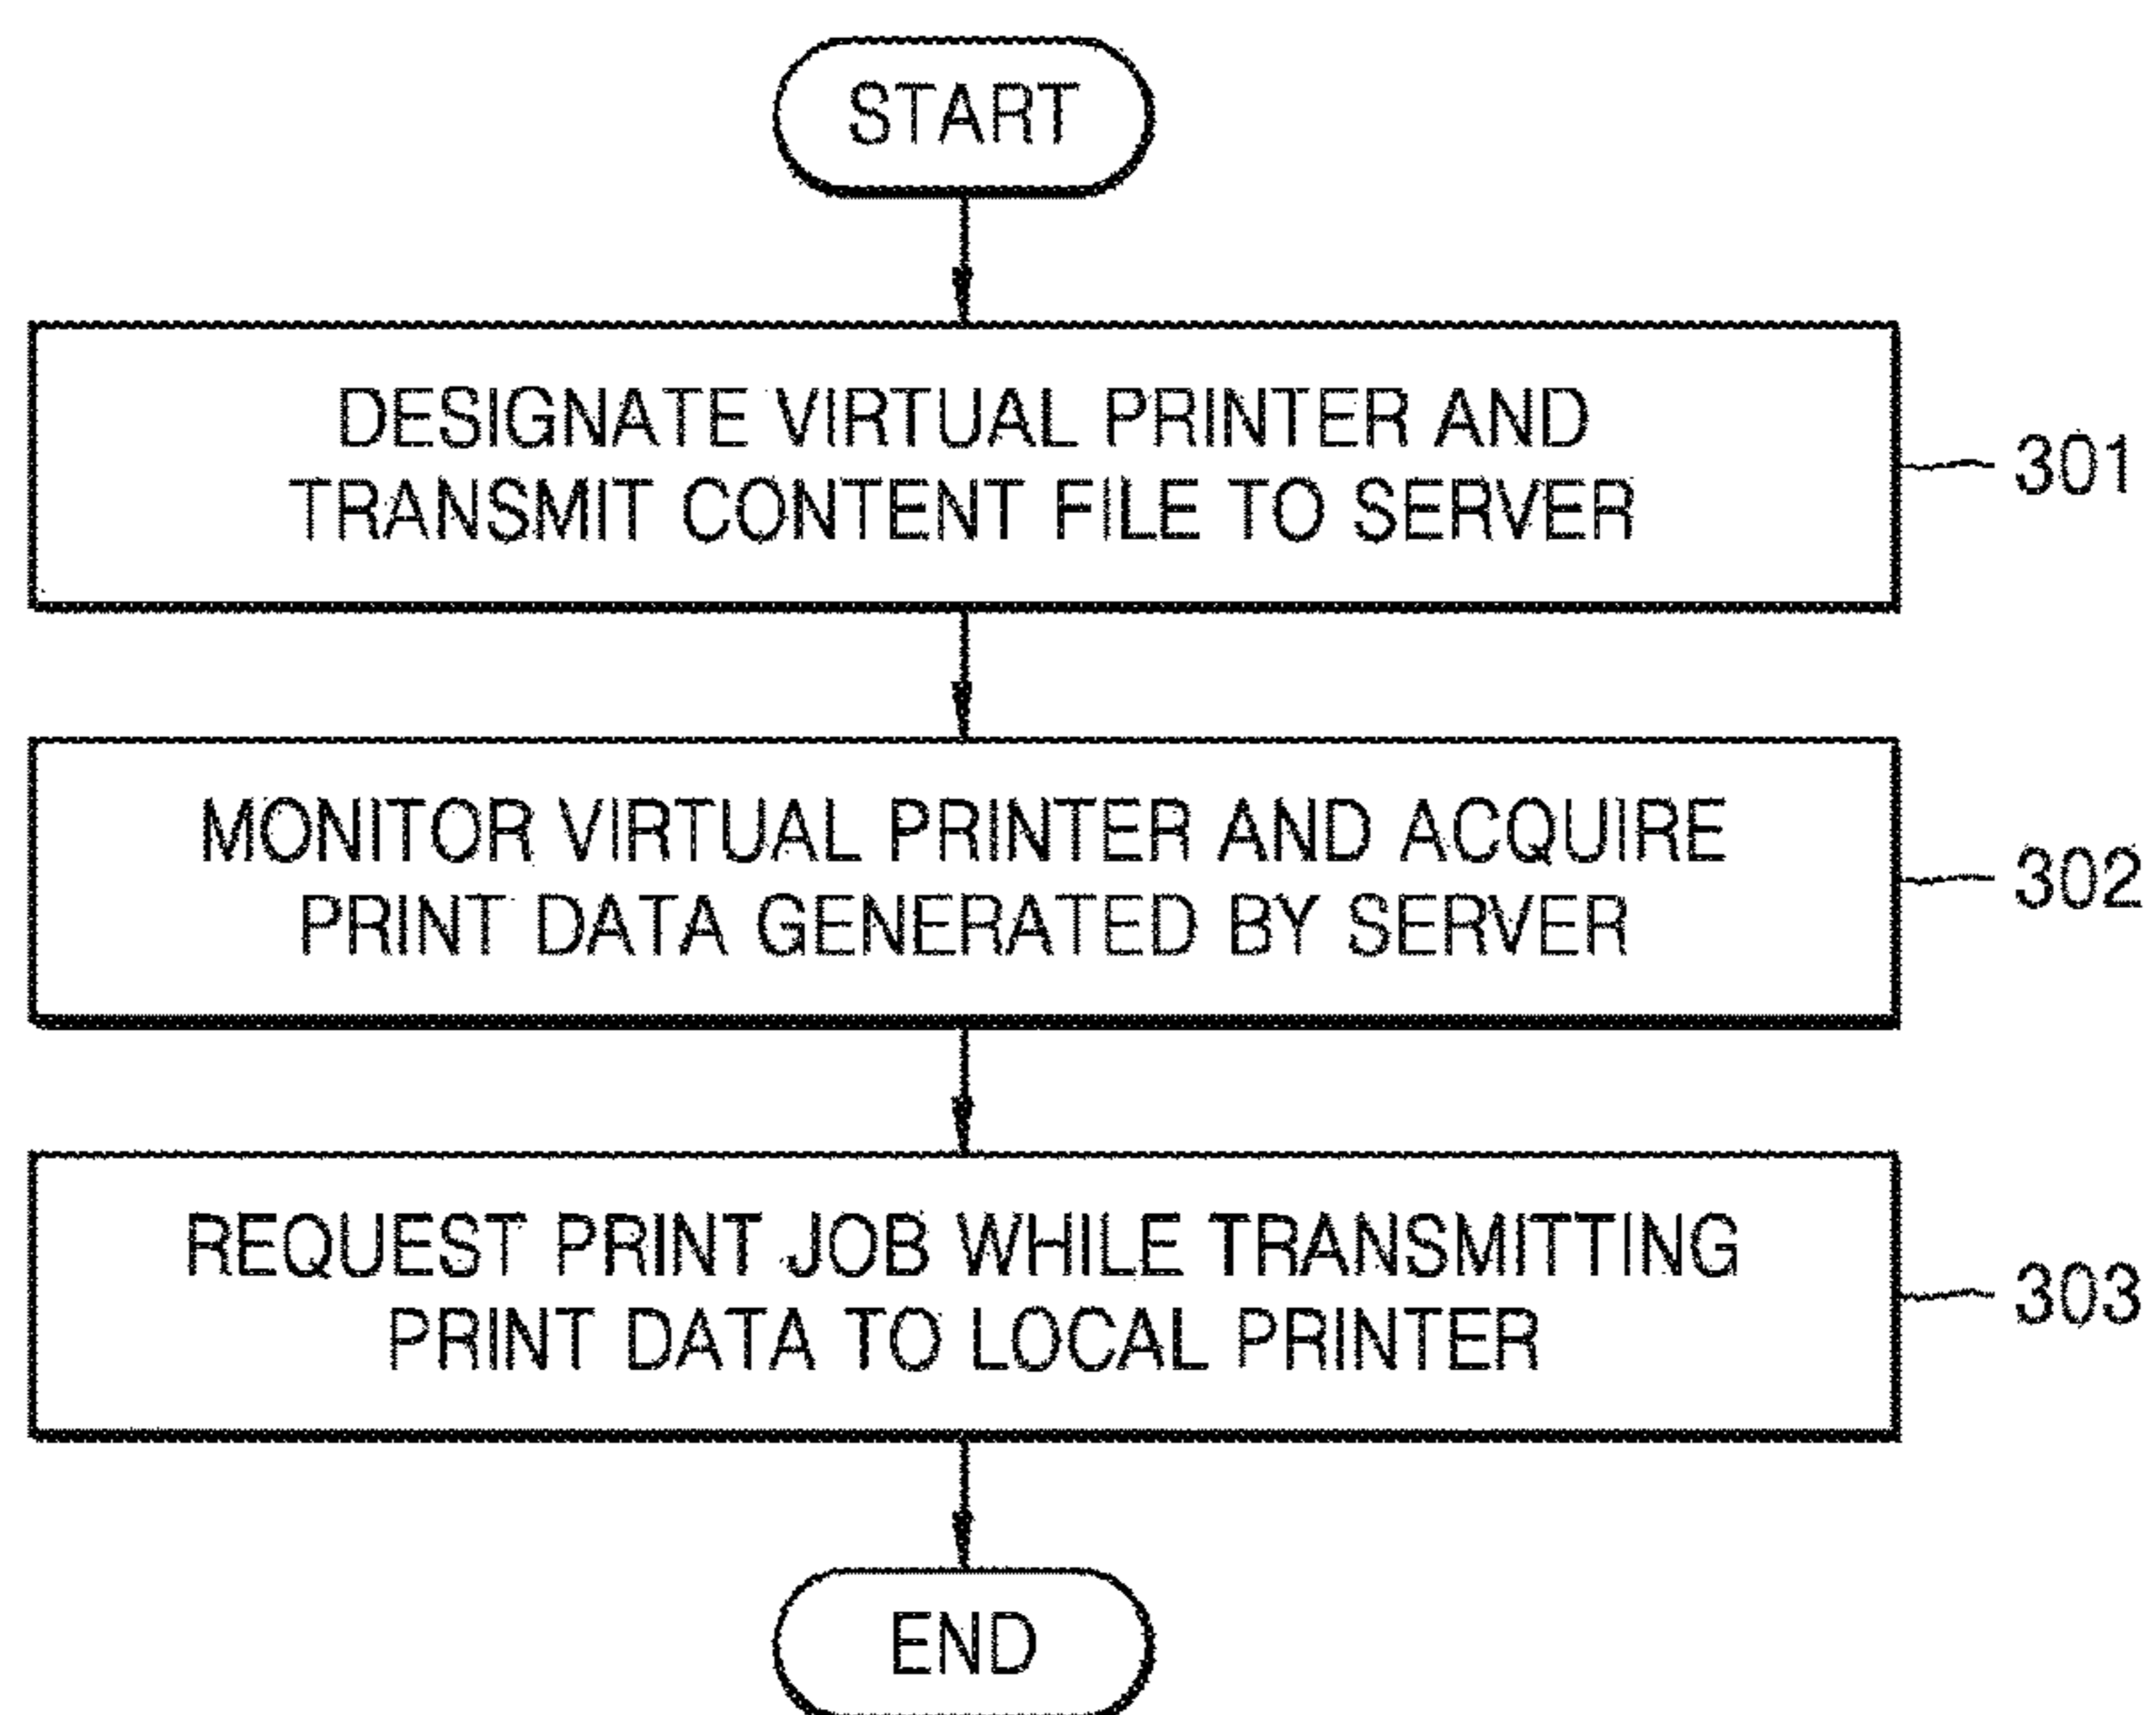 START
DESIGNATE VIRTUAL PRINTER AND
TRANSMIT CONTENT FILE TO SERVER
301
MONITOR VIRTUAL PRINTER AND ACQUIRE
PRINT DATA GENERATED BY SERVER
302
REQUEST PRINT JOB WHILE TRANSMITTING
PRINT DATA TO LOCAL PRINTER
303
END